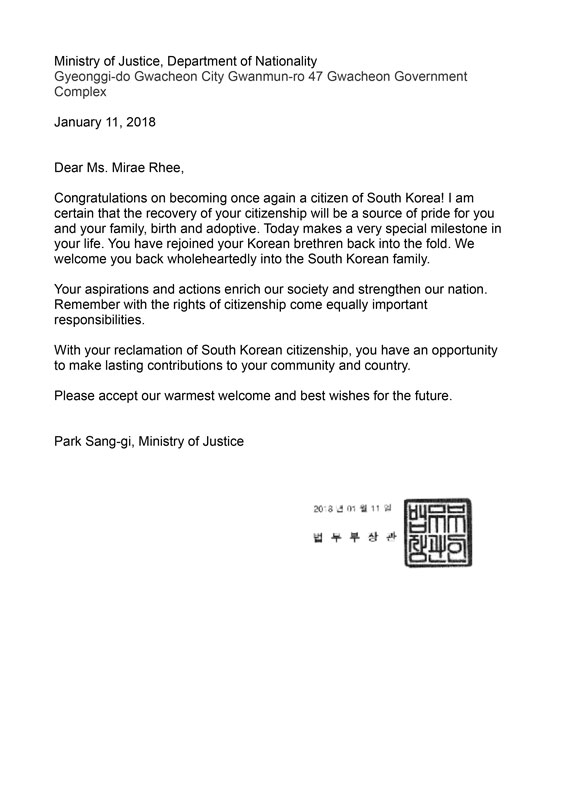 Ministry of Justice, Department of Nationality
Gyeonggi-do Gwacheon City Gwanmun-ro 47 Gwacheon Government
Complex
January 11, 2018
Dear Ms. Mirae Rhee,
Congratulations on becoming once again a citizen of South Korea! I am
certain that the recovery of your citizenship will be a source of pride for you
and your family, birth and adoptive. Today makes a very special milestone in
your life. You have rejoined your Korean brethren back into the fold. We
welcome you back wholeheartedly into the South Korean family.
Your aspirations and actions enrich our society and strengthen our nation.
Remember with the rights of citizenship come equally important
responsibilities.
With your reclamation of South Korean citizenship, you have an opportunity
to make lasting contributions to your community and country.
Please accept our warmest welcome and best wishes for the future.
Park Sang-gi, Ministry of Justice
2018 년 01 월 11 일
법 무 부 장 관